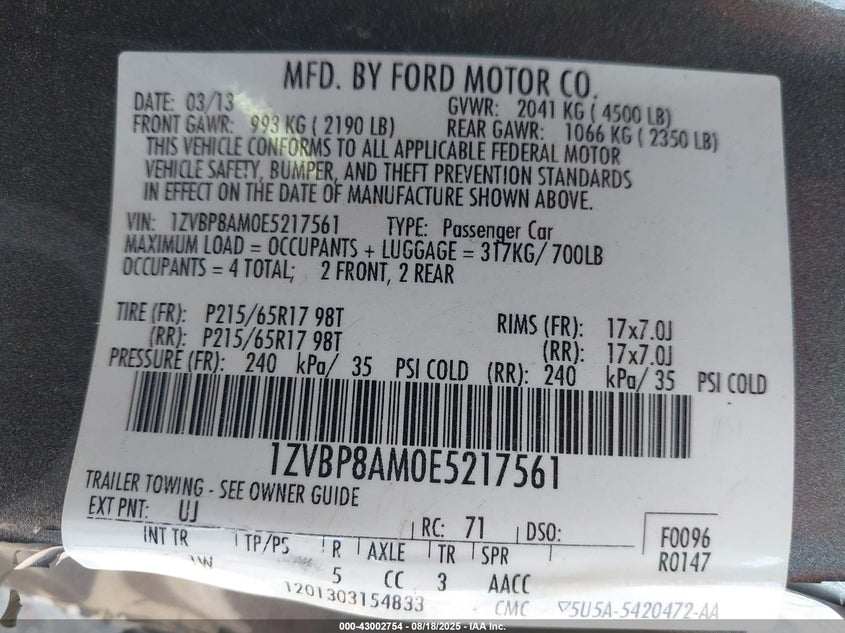 MFD. BY FORD MOTOR CO.
DATE: 03/13 GVWR: 2041 KG ( 4500 LB)
FRONT GAWR: 993 KG ( 2190 LB) REAR GAWR: 1066 KG ( 2350 LB)
THIS VEHICLE CONFORMS TO ALL APPLICABLE FEDERAL MOTOR
VEHICLE SAFETY, BUMPER, AND THEFT PREVENTION STANDARDS
IN EFFECT ON THE DATE OF MANUFACTURE SHOWN ABOVE.
VIN: 1ZVBP8AM0E5217561 TYPE: Passenger Car
MAXIMUM LOAD = OCCUPANTS + LUGGAGE = 317KG/ 700LB
OCCUPANTS = 4 TOTAL; 2 FRONT, 2 REAR
TIRE (FR): P215/65R17 98T RIMS (FR): 17x7.0J
(RR): P215/65R17 98T (RR): 17x7.0J
PRESSURE (FR): 240 kPa/ 35 PSI COLD (RR): 240 kPa/ 35 PSI COLD
1ZVBP8AM0E5217561
TRAILER TOWING - SEE OWNER GUIDE
EXT PNT: UJ RC: 71 DSO: F0096
INT TR TP/PS R AXLE TR SPR R0147
1W 5 CC 3 AACC
1201303154833 CMC 5U5A-5420472-AA
000-43002754 - 08/18/2025 - IAA Inc.